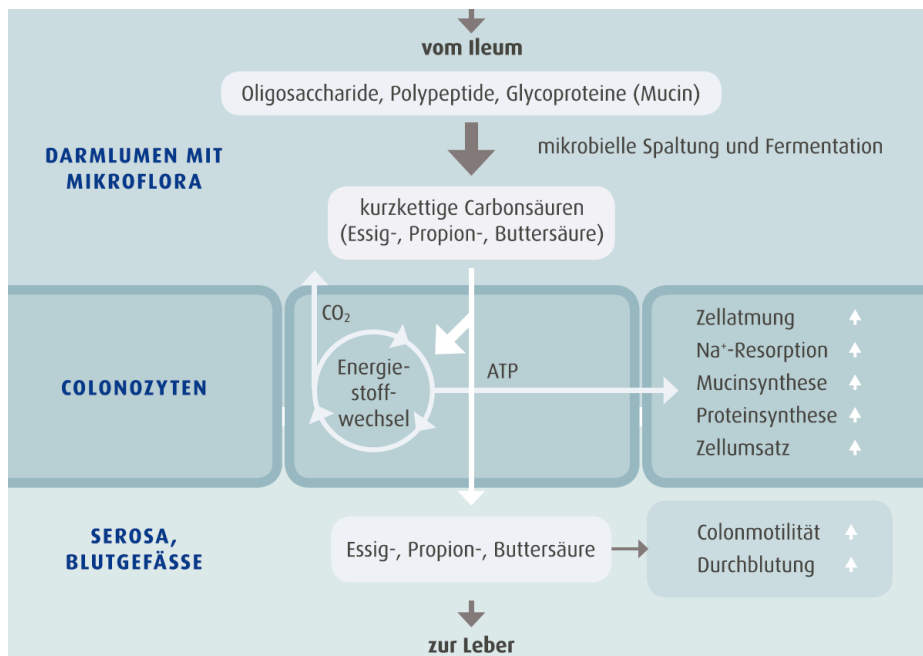 vom Ileum
Oligosaccharide, Polypeptide, Glycoproteine (Mucin)
DARMLUMEN MIT
MIKROFLORA
mikrobielle Spaltung und Fermentation
kurzkettige Carbonsäuren
(Essig-, Propion-, Buttersäure)
COLONOZYTEN
CO₂
Energie-
stoff-
wechsel
ATP
Zellatmung
Na⁺-Resorption
Mucinsynthese
Proteinsynthese
Zellumsatz
SEROSA,
BLUTGEFÄSSE
Essig-, Propion-, Buttersäure
Colonmotilität
Durchblutung
zur Leber